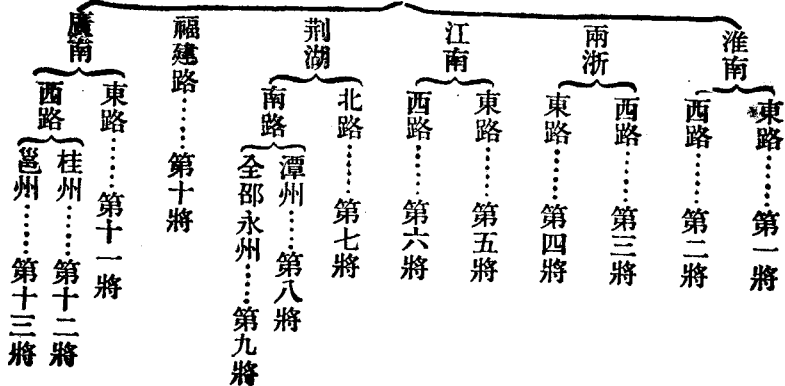 淮南
東路……第一將
西路……第二將
兩浙
西路……第三將
東路……第四將
江南
東路……第五將
西路……第六將
荆湖
北路……第七將
南路
潭州……第八將
全邵永州……第九將
福建路……第十將
廣南
東路……第十一將
西路
桂州……第十二將
邕州……第十三將